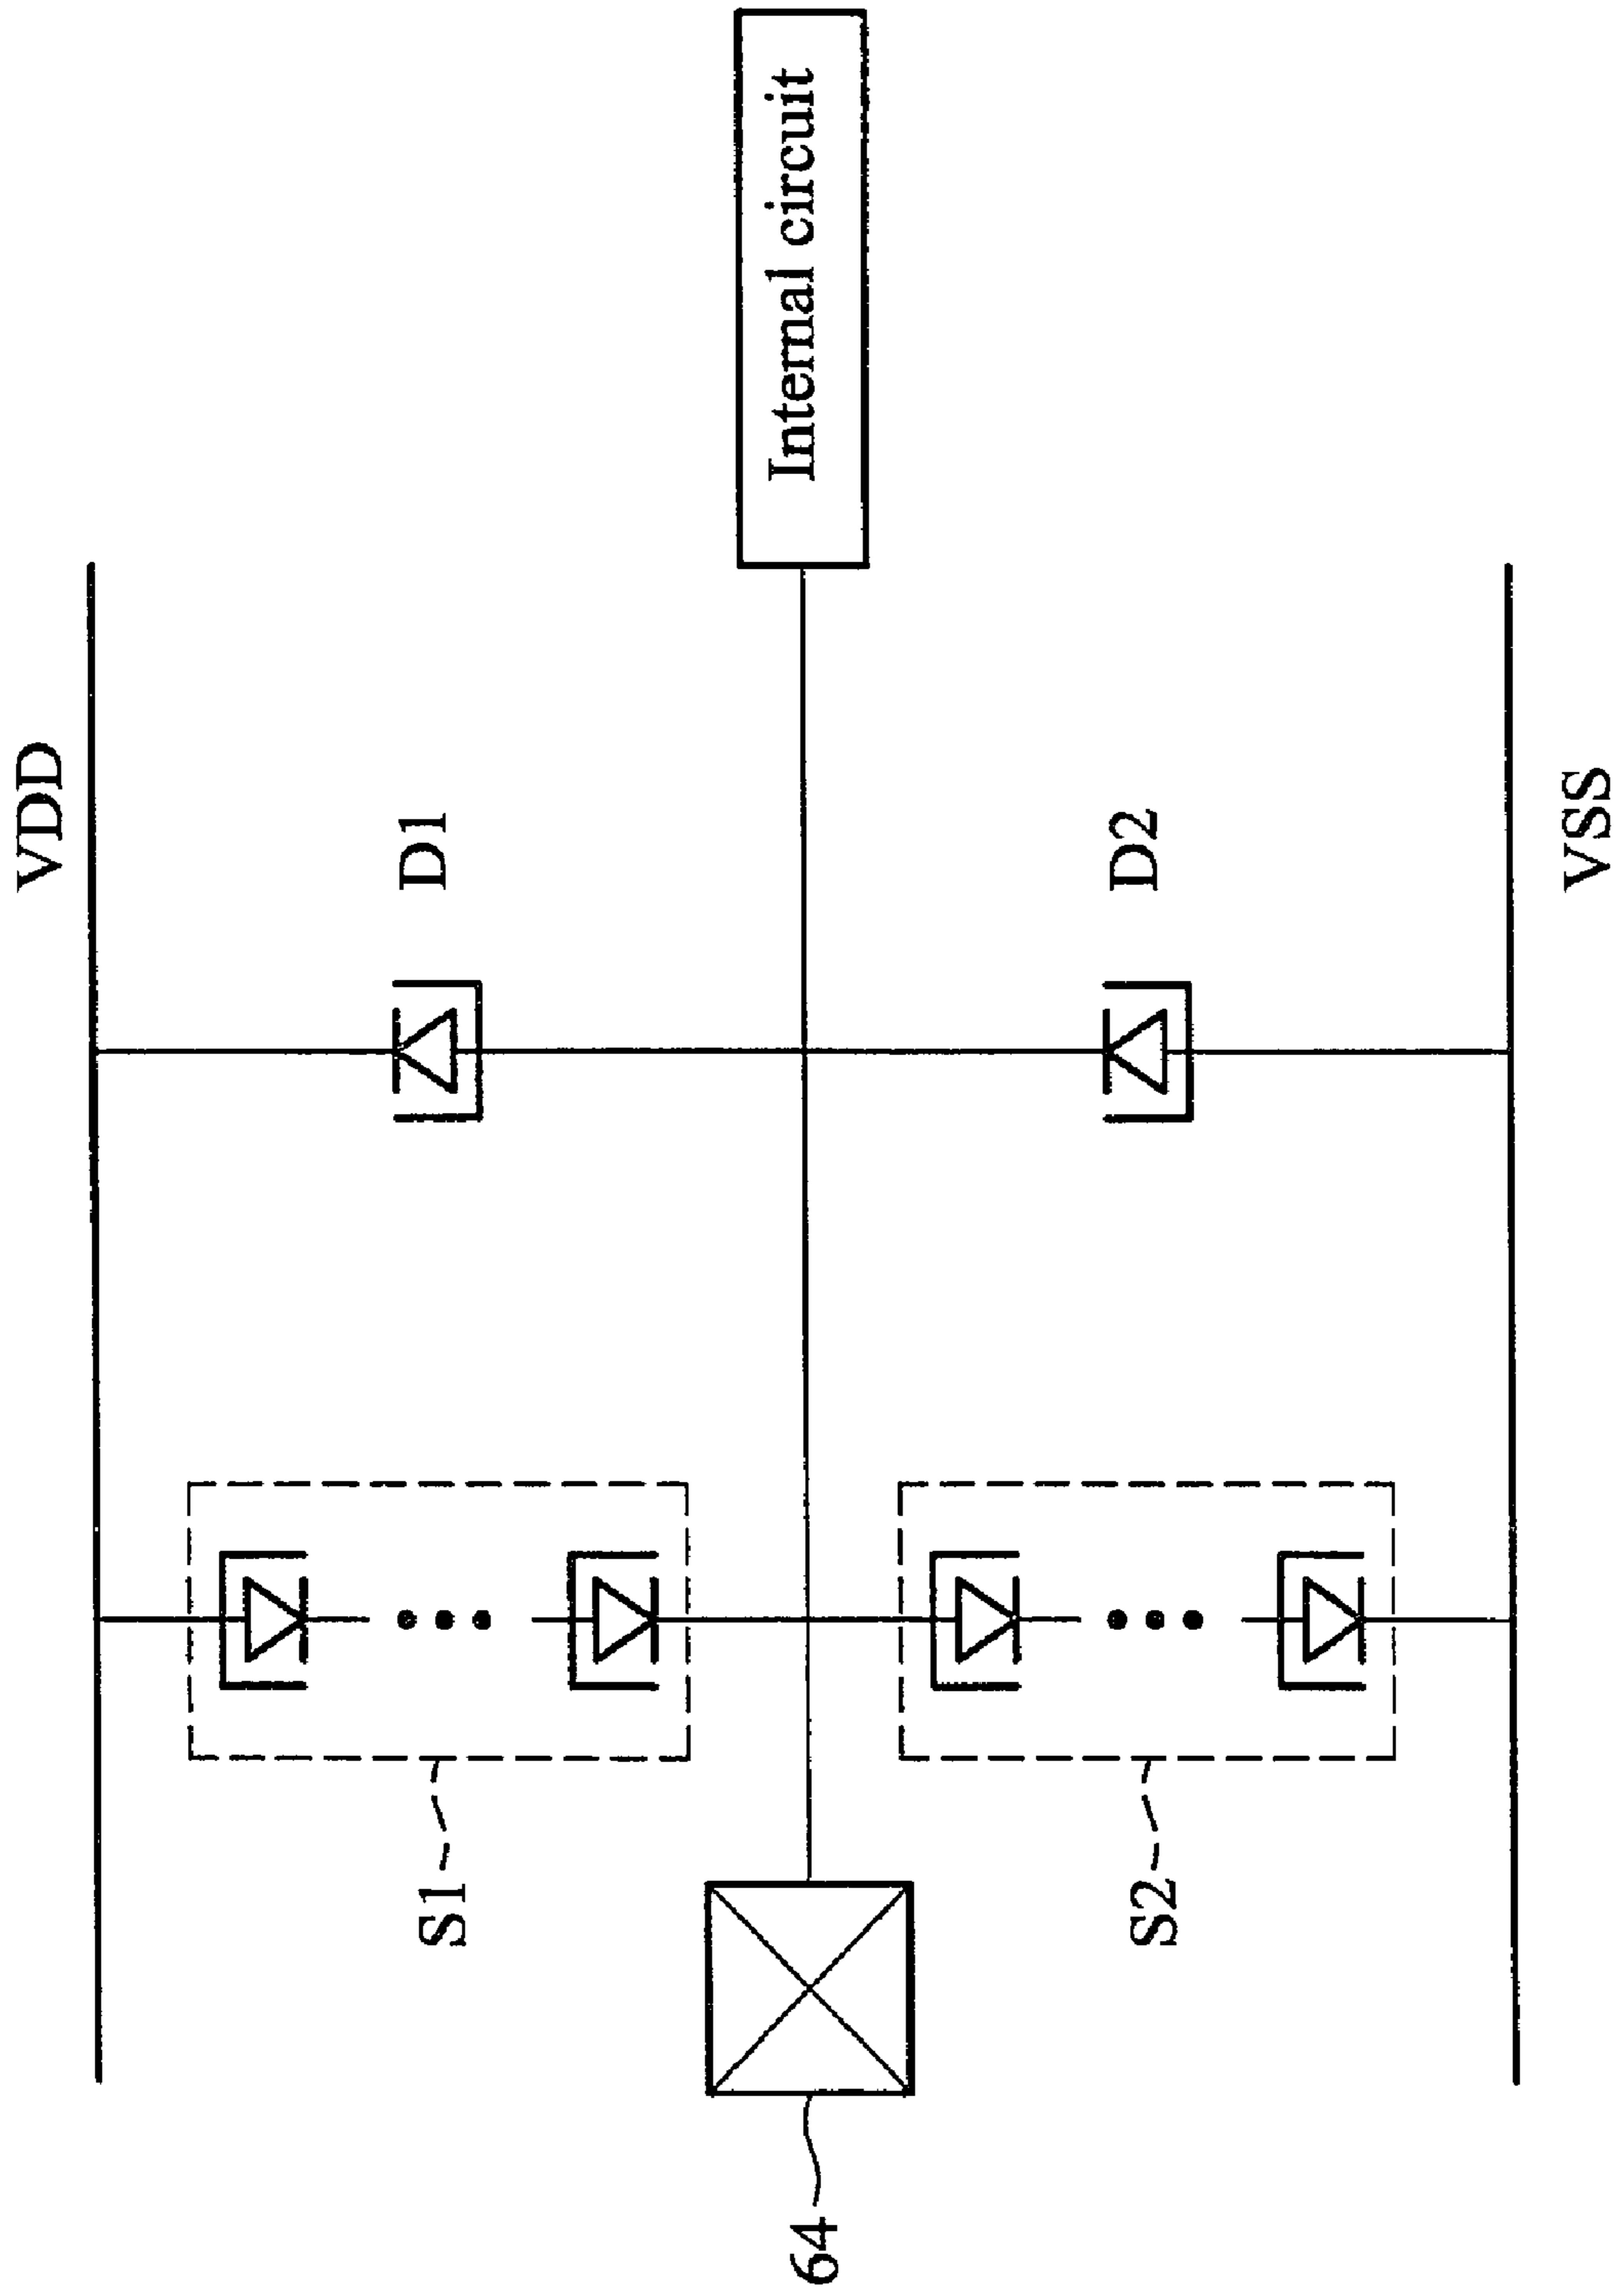 VDD
S1
D1
64
Internal circuit
S2
D2
VSS